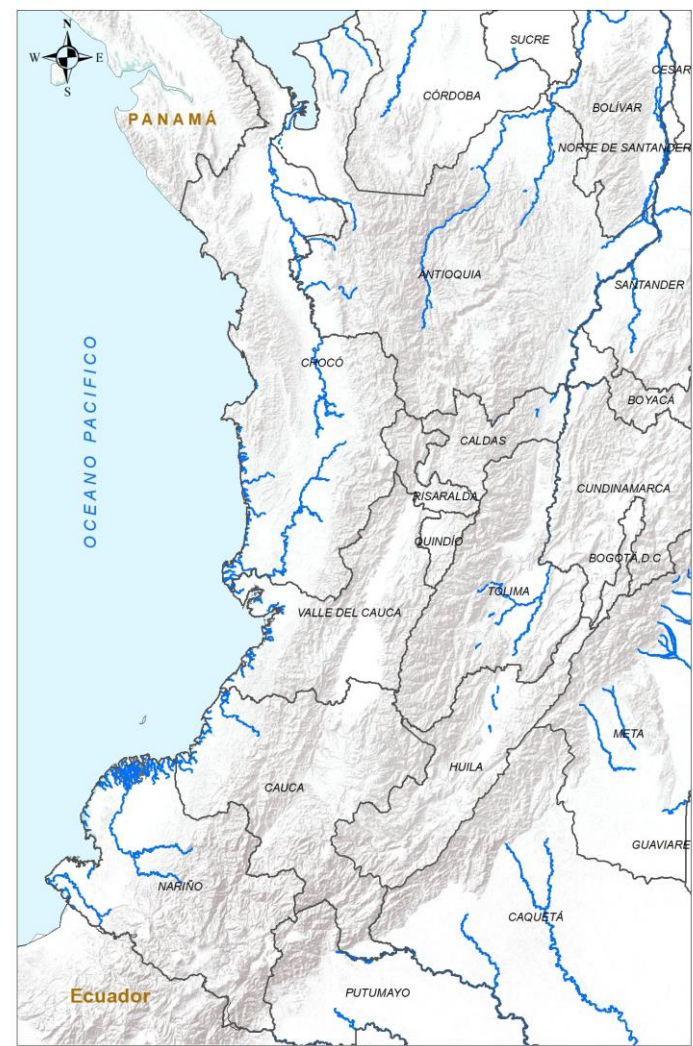 N
W E
S
SUCRE
CESAR
CÓRDOBA
BOLÍVAR
PANAMÁ
NORTE DE SANTANDER
ANTIOQUIA
SANTANDER
OCEANO PACIFICO
CHOCÓ
BOYACÁ
CALDAS
CUNDINAMARCA
RISARALDA
QUINDÍO
BOGOTÁ, D.C
TOLIMA
VALLE DEL CAUCA
META
HUILA
CAUCA
GUAVIARE
NARIÑO
CAQUETÁ
Ecuador
PUTUMAYO